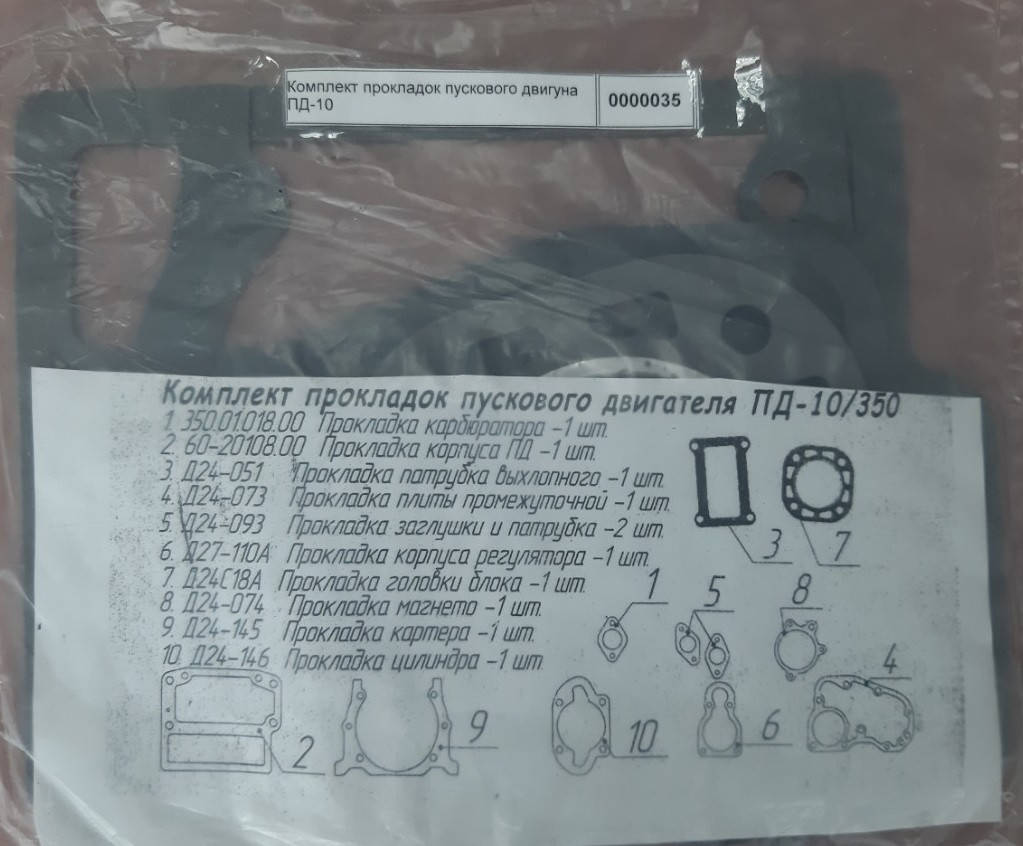 Комплект прокладок пускового двигуна
ПД-10
0000035
Комплект прокладок пускового двигателя ПД-10/350
1. 350.01.018.00 Прокладка карбюратора -1 шт.
2. 60-20108.00 Прокладка корпуса ПД -1 шт.
3. Д24-051 Прокладка патрубка выхлопного -1 шт.
4. Д24-073 Прокладка плиты промежуточной -1 шт.
5. Д24-093 Прокладка заглушки и патрубка -2 шт.
6. Д27-110А Прокладка корпуса регулятора -1 шт.
7. Д24С18А Прокладка головки блока -1 шт.
8. Д24-074 Прокладка магнето -1 шт.
9. Д24-145 Прокладка картера -1 шт.
10. Д24-146 Прокладка цилиндра -1 шт.
3
7
1
5
8
4
2
9
10
6